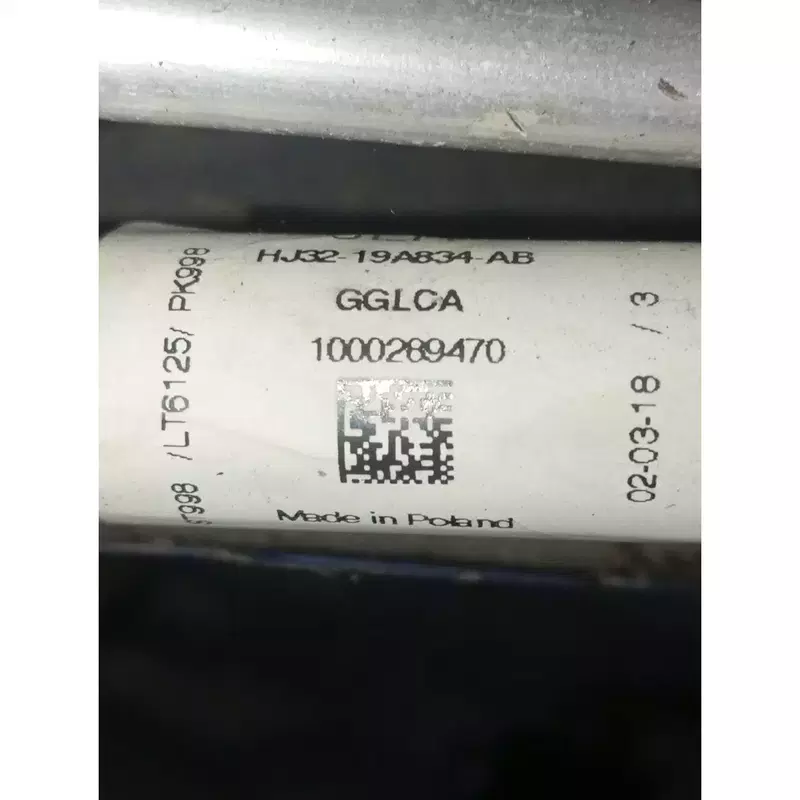 HJ32-19A834-AB
GGLCA
1000289470
Made in Poland
/LT6125/ PK998
02-03-18 / 3